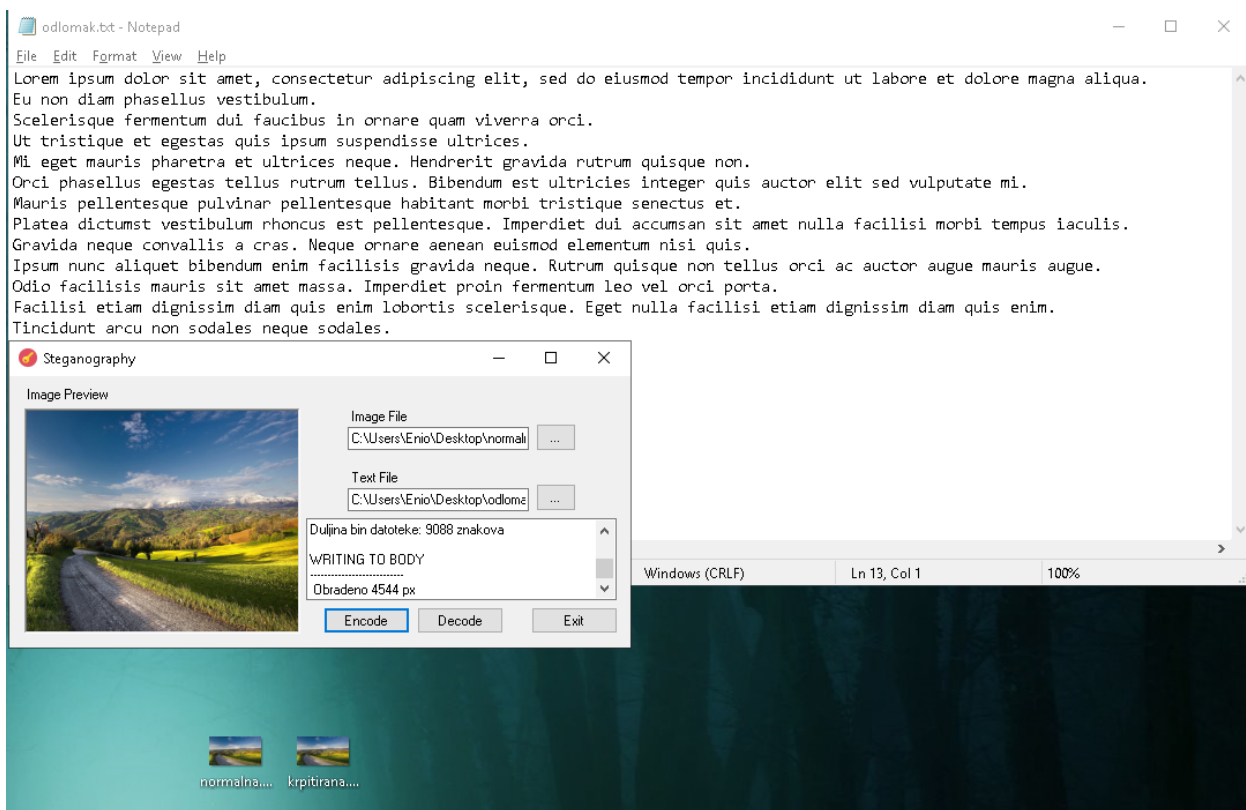 odlomak.txt - Notepad
File Edit Format View Help
Lorem ipsum dolor sit amet, consectetur adipiscing elit, sed do eiusmod tempor incididunt ut labore et dolore magna aliqua.
Eu non diam phasellus vestibulum.
Scelerisque fermentum dui faucibus in ornare quam viverra orci.
Ut tristique et egestas quis ipsum suspendisse ultrices.
Mi eget mauris pharetra et ultrices neque. Hendrerit gravida rutrum quisque non.
Orci phasellus egestas tellus rutrum tellus. Bibendum est ultricies integer quis auctor elit sed vulputate mi.
Mauris pellentesque pulvinar pellentesque habitant morbi tristique senectus et.
Platea dictumst vestibulum rhoncus est pellentesque. Imperdiet dui accumsan sit amet nulla facilisi morbi tempus iaculis.
Gravida neque convallis a cras. Neque ornare aenean euismod elementum nisi quis.
Ipsum nunc aliquet bibendum enim facilisis gravida neque. Rutrum quisque non tellus orci ac auctor augue mauris augue.
Odio facilisis mauris sit amet massa. Imperdiet proin fermentum leo vel orci porta.
Facilisi etiam dignissim diam quis enim lobortis scelerisque. Eget nulla facilisi etiam dignissim diam quis enim.
Tincidunt arcu non sodales neque sodales.
Steganography
Image Preview
Image File
C:\Users\Enio\Desktop\normaln
...
Text File
C:\Users\Enio\Desktop\odloma
...
Duljina bin datoteke: 9088 znakova
WRITING TO BODY
---------------------------
Obradeno 4544 px
Encode Decode Exit
Windows (CRLF) Ln 13, Col 1 100%
normalna.... krpitirana....